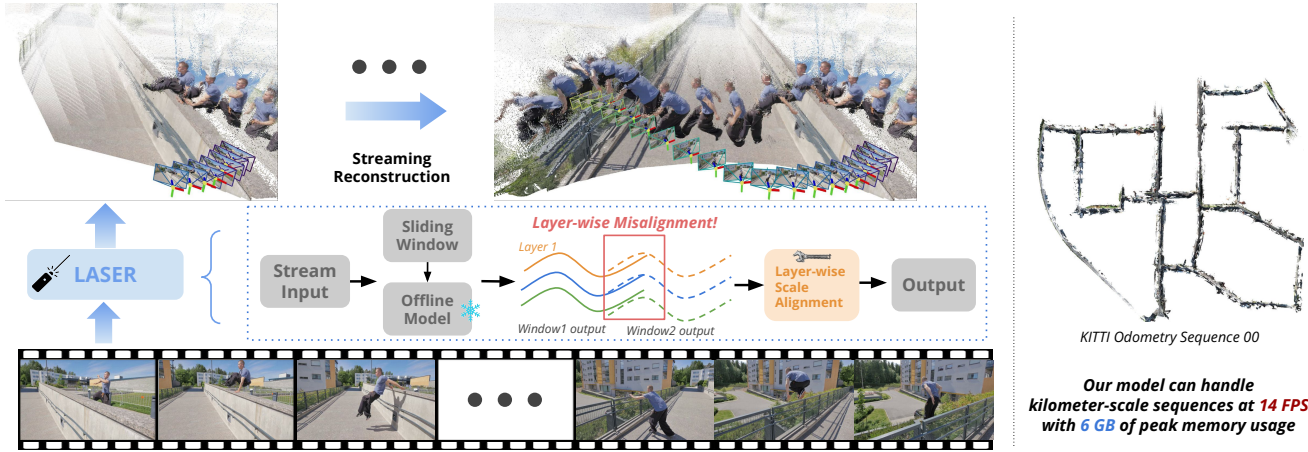 Streaming
Reconstruction
LASER
Stream
Input
Sliding
Window
Offline
Model
Layer-wise Misalignment!
Layer 1
Window1 output
Window2 output
Layer-wise
Scale
Alignment
Output
KITTI Odometry Sequence 00
Our model can handle
kilometer-scale sequences at 14 FPS
with 6 GB of peak memory usage